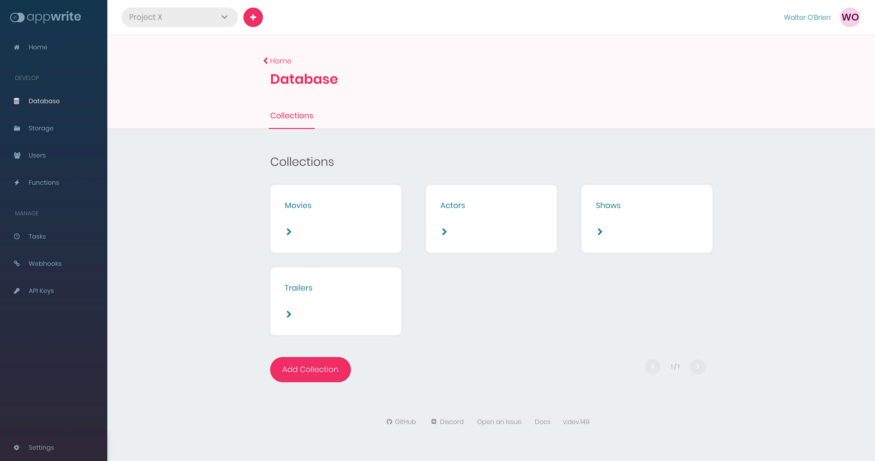 appwrite
Project X
+
Walter O'Brion
WO
Home
DEVELOP
Database
Storage
Users
Functions
MANAGE
Tasks
Webhooks
API Keys
Settings
Home
Database
Collections
Collections
Movies
Actors
Shows
Trailers
Add Collection
1/1
GitHub
Discord
Open an Issue
Docs
v.dev.149